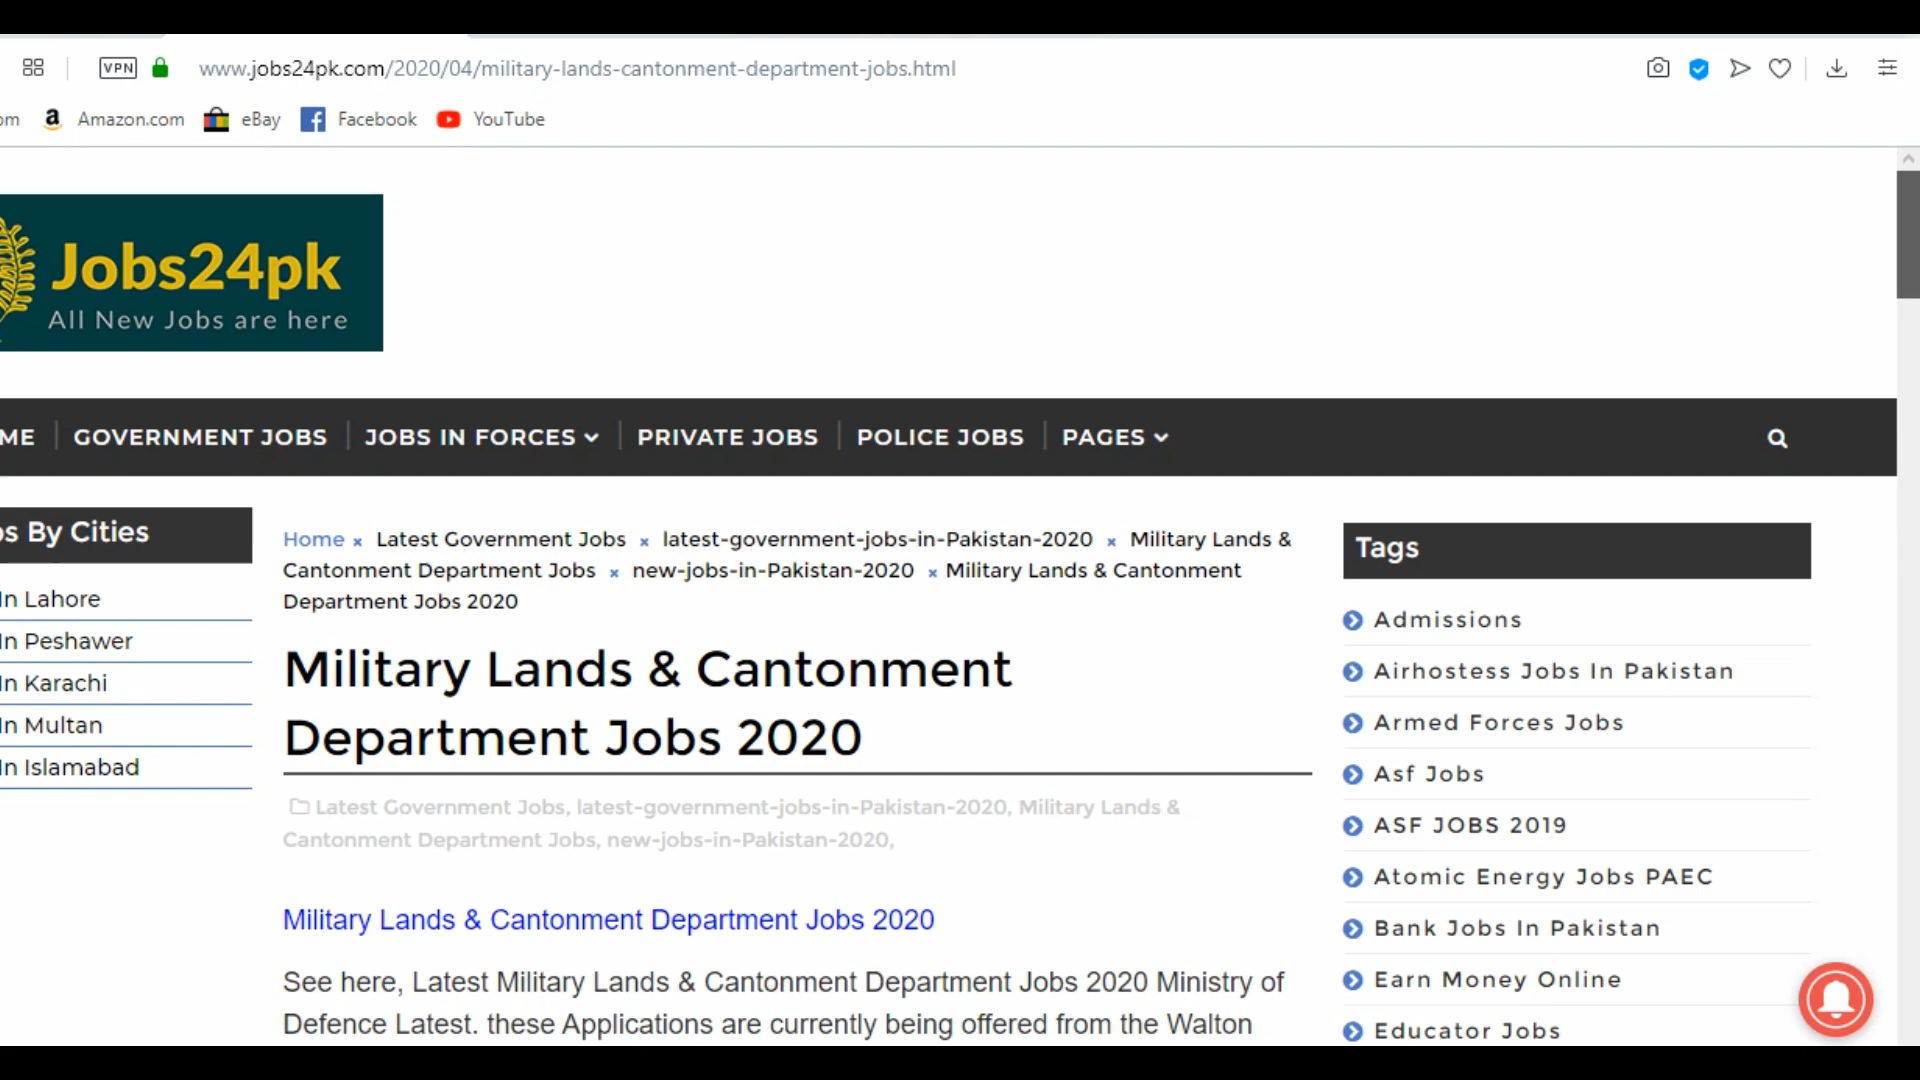 VPN
www.jobs24pk.com/2020/04/military-lands-cantonment-department-jobs.html
om
Amazon.com
eBay
Facebook
YouTube
Jobs24pk
All New Jobs are here
ME
GOVERNMENT JOBS
JOBS IN FORCES
PRIVATE JOBS
POLICE JOBS
PAGES
os By Cities
In Lahore
In Peshawer
In Karachi
In Multan
In Islamabad
Home × Latest Government Jobs × latest-government-jobs-in-Pakistan-2020 × Military Lands &
Cantonment Department Jobs × new-jobs-in-Pakistan-2020 × Military Lands & Cantonment
Department Jobs 2020
Military Lands & Cantonment
Department Jobs 2020
Latest Government Jobs, latest-government-jobs-in-Pakistan-2020, Military Lands &
Cantonment Department Jobs, new-jobs-in-Pakistan-2020,
Military Lands & Cantonment Department Jobs 2020
See here, Latest Military Lands & Cantonment Department Jobs 2020 Ministry of
Defence Latest. these Applications are currently being offered from the Walton
Tags
Admissions
Airhostess Jobs In Pakistan
Armed Forces Jobs
Asf Jobs
ASF JOBS 2019
Atomic Energy Jobs PAEC
Bank Jobs In Pakistan
Earn Money Online
Educator Jobs